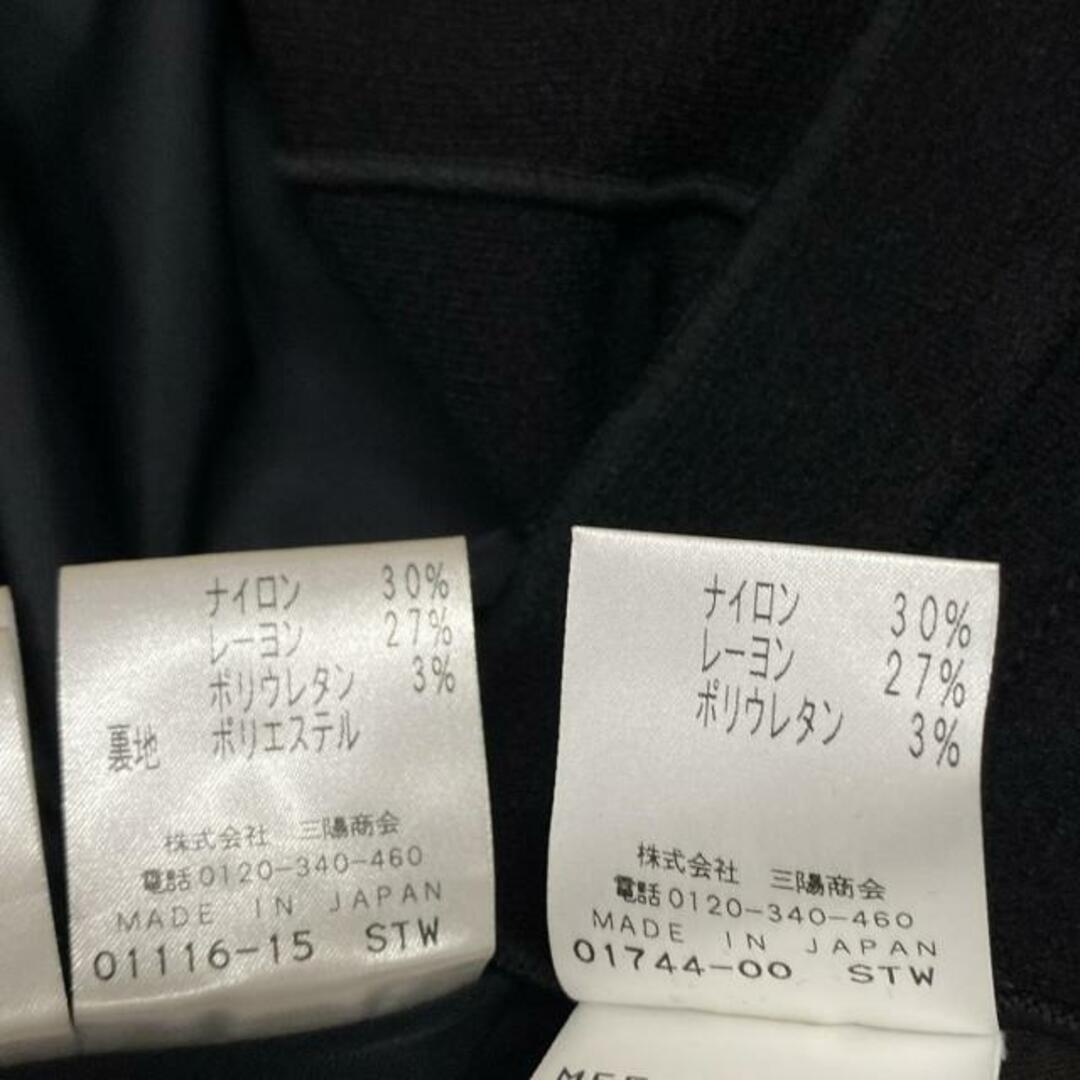 ナイロン 30%
レーヨン 27%
ポリウレタン 3%
裏地 ポリエステル
株式会社 三陽商会
電話0120-340-460
MADE IN JAPAN
01116-15 STW
ナイロン 30%
レーヨン 27%
ポリウレタン 3%
株式会社 三陽商会
電話0120-340-460
MADE IN JAPAN
01744-00 STW